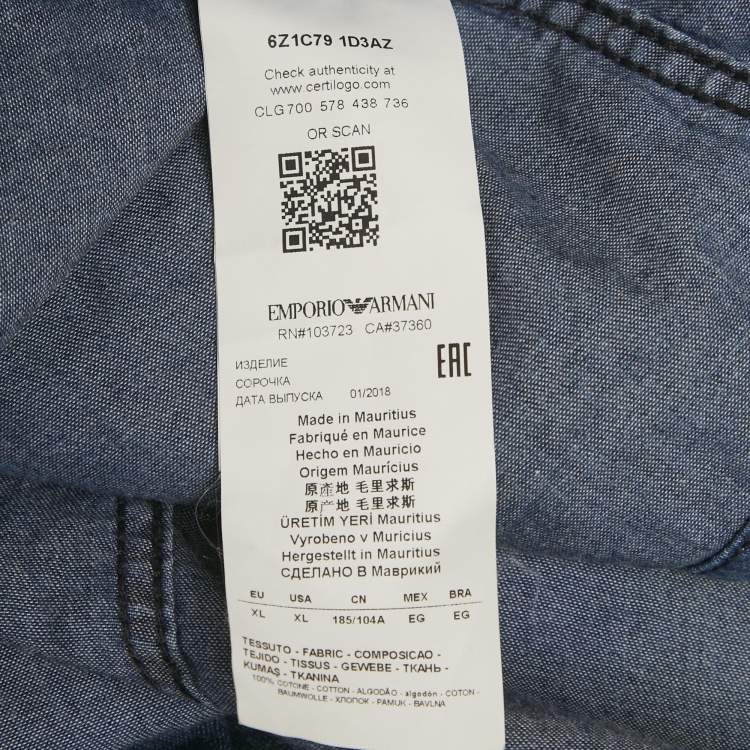 6Z1C79 1D3AZ
Check authenticity at
www.certilogo.com
CLG700 578 438 736
OR SCAN
EMPORIO ARMANI
RN#103723 CA#37360
EAC
ИЗДЕЛИЕ
СОРОЧКА
ДАТА ВЫПУСКА 01/2018
Made in Mauritius
Fabriqué en Maurice
Hecho en Mauricio
Origem Maurícius
原產地 毛里求斯
原产地 毛里求斯
ÜRETİM YERİ Mauritius
Vyrobeno v Muricius
Hergestellt in Mauritius
СДЕЛАНО В Маврикий
EU USA CN MEX BRA
XL XL 185/104A EG EG
TESSUTO - FABRIC - COMPOSICAO -
TEJIDO - TISSUS - GEWEBE - ТКАНЬ -
KUMAŞ - TKANINA
100% COTONE - COTTON - ALGODÃO - algodón - COTON -
BAUMWOLLE - ХЛОПОК - PAMUK - BAVLNA